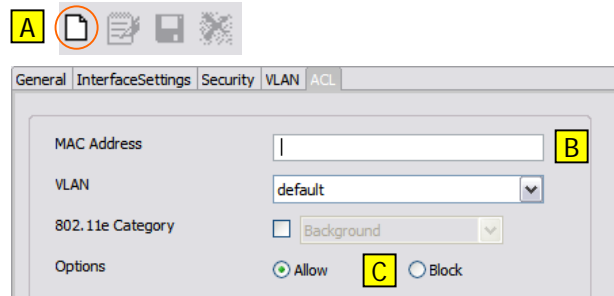 A
General InterfaceSettings Security VLAN ACL
MAC Address B
VLAN default
802.11e Category Background
Options Allow C Block